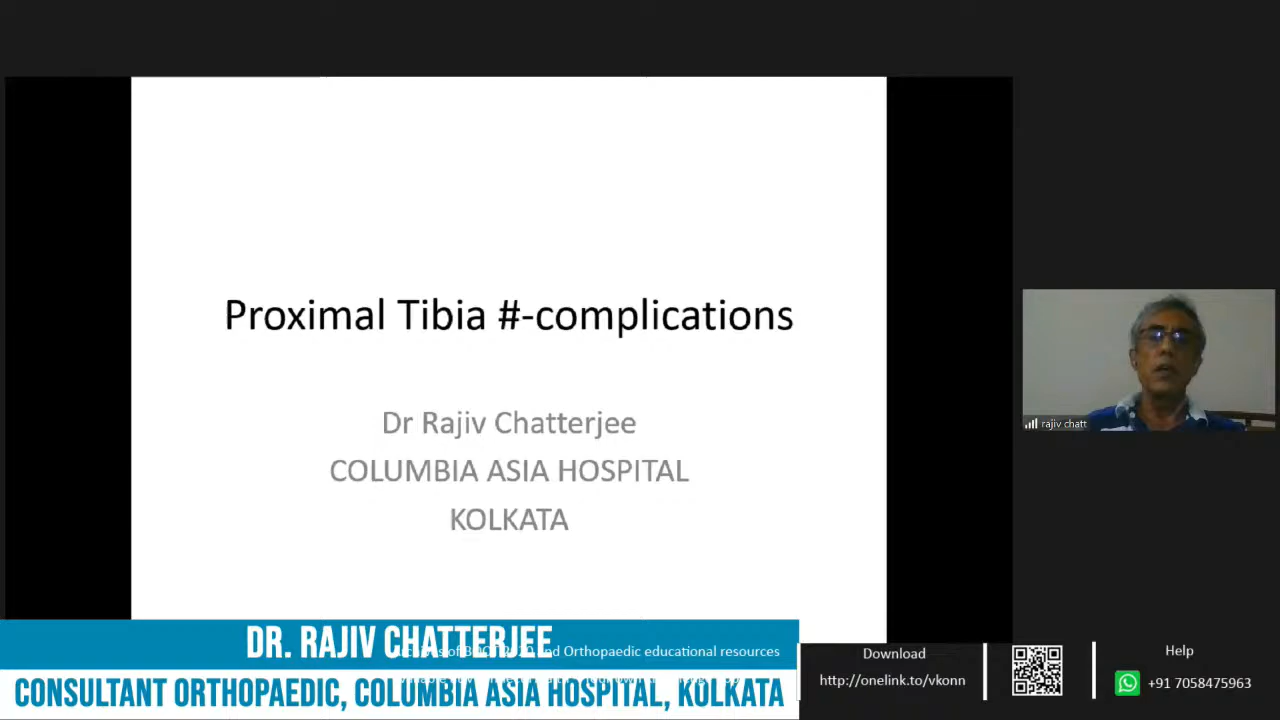 Proximal Tibia #-complications
Dr Rajiv Chatterjee
COLUMBIA ASIA HOSPITAL
KOLKATA
rajiv chatt
DR. RAJIV CHATTERJEE
and Orthopaedic educational resources
CONSULTANT ORTHOPAEDIC, COLUMBIA ASIA HOSPITAL, KOLKATA
Download
http://onelink.to/vkonn
Help
+91 7058475963